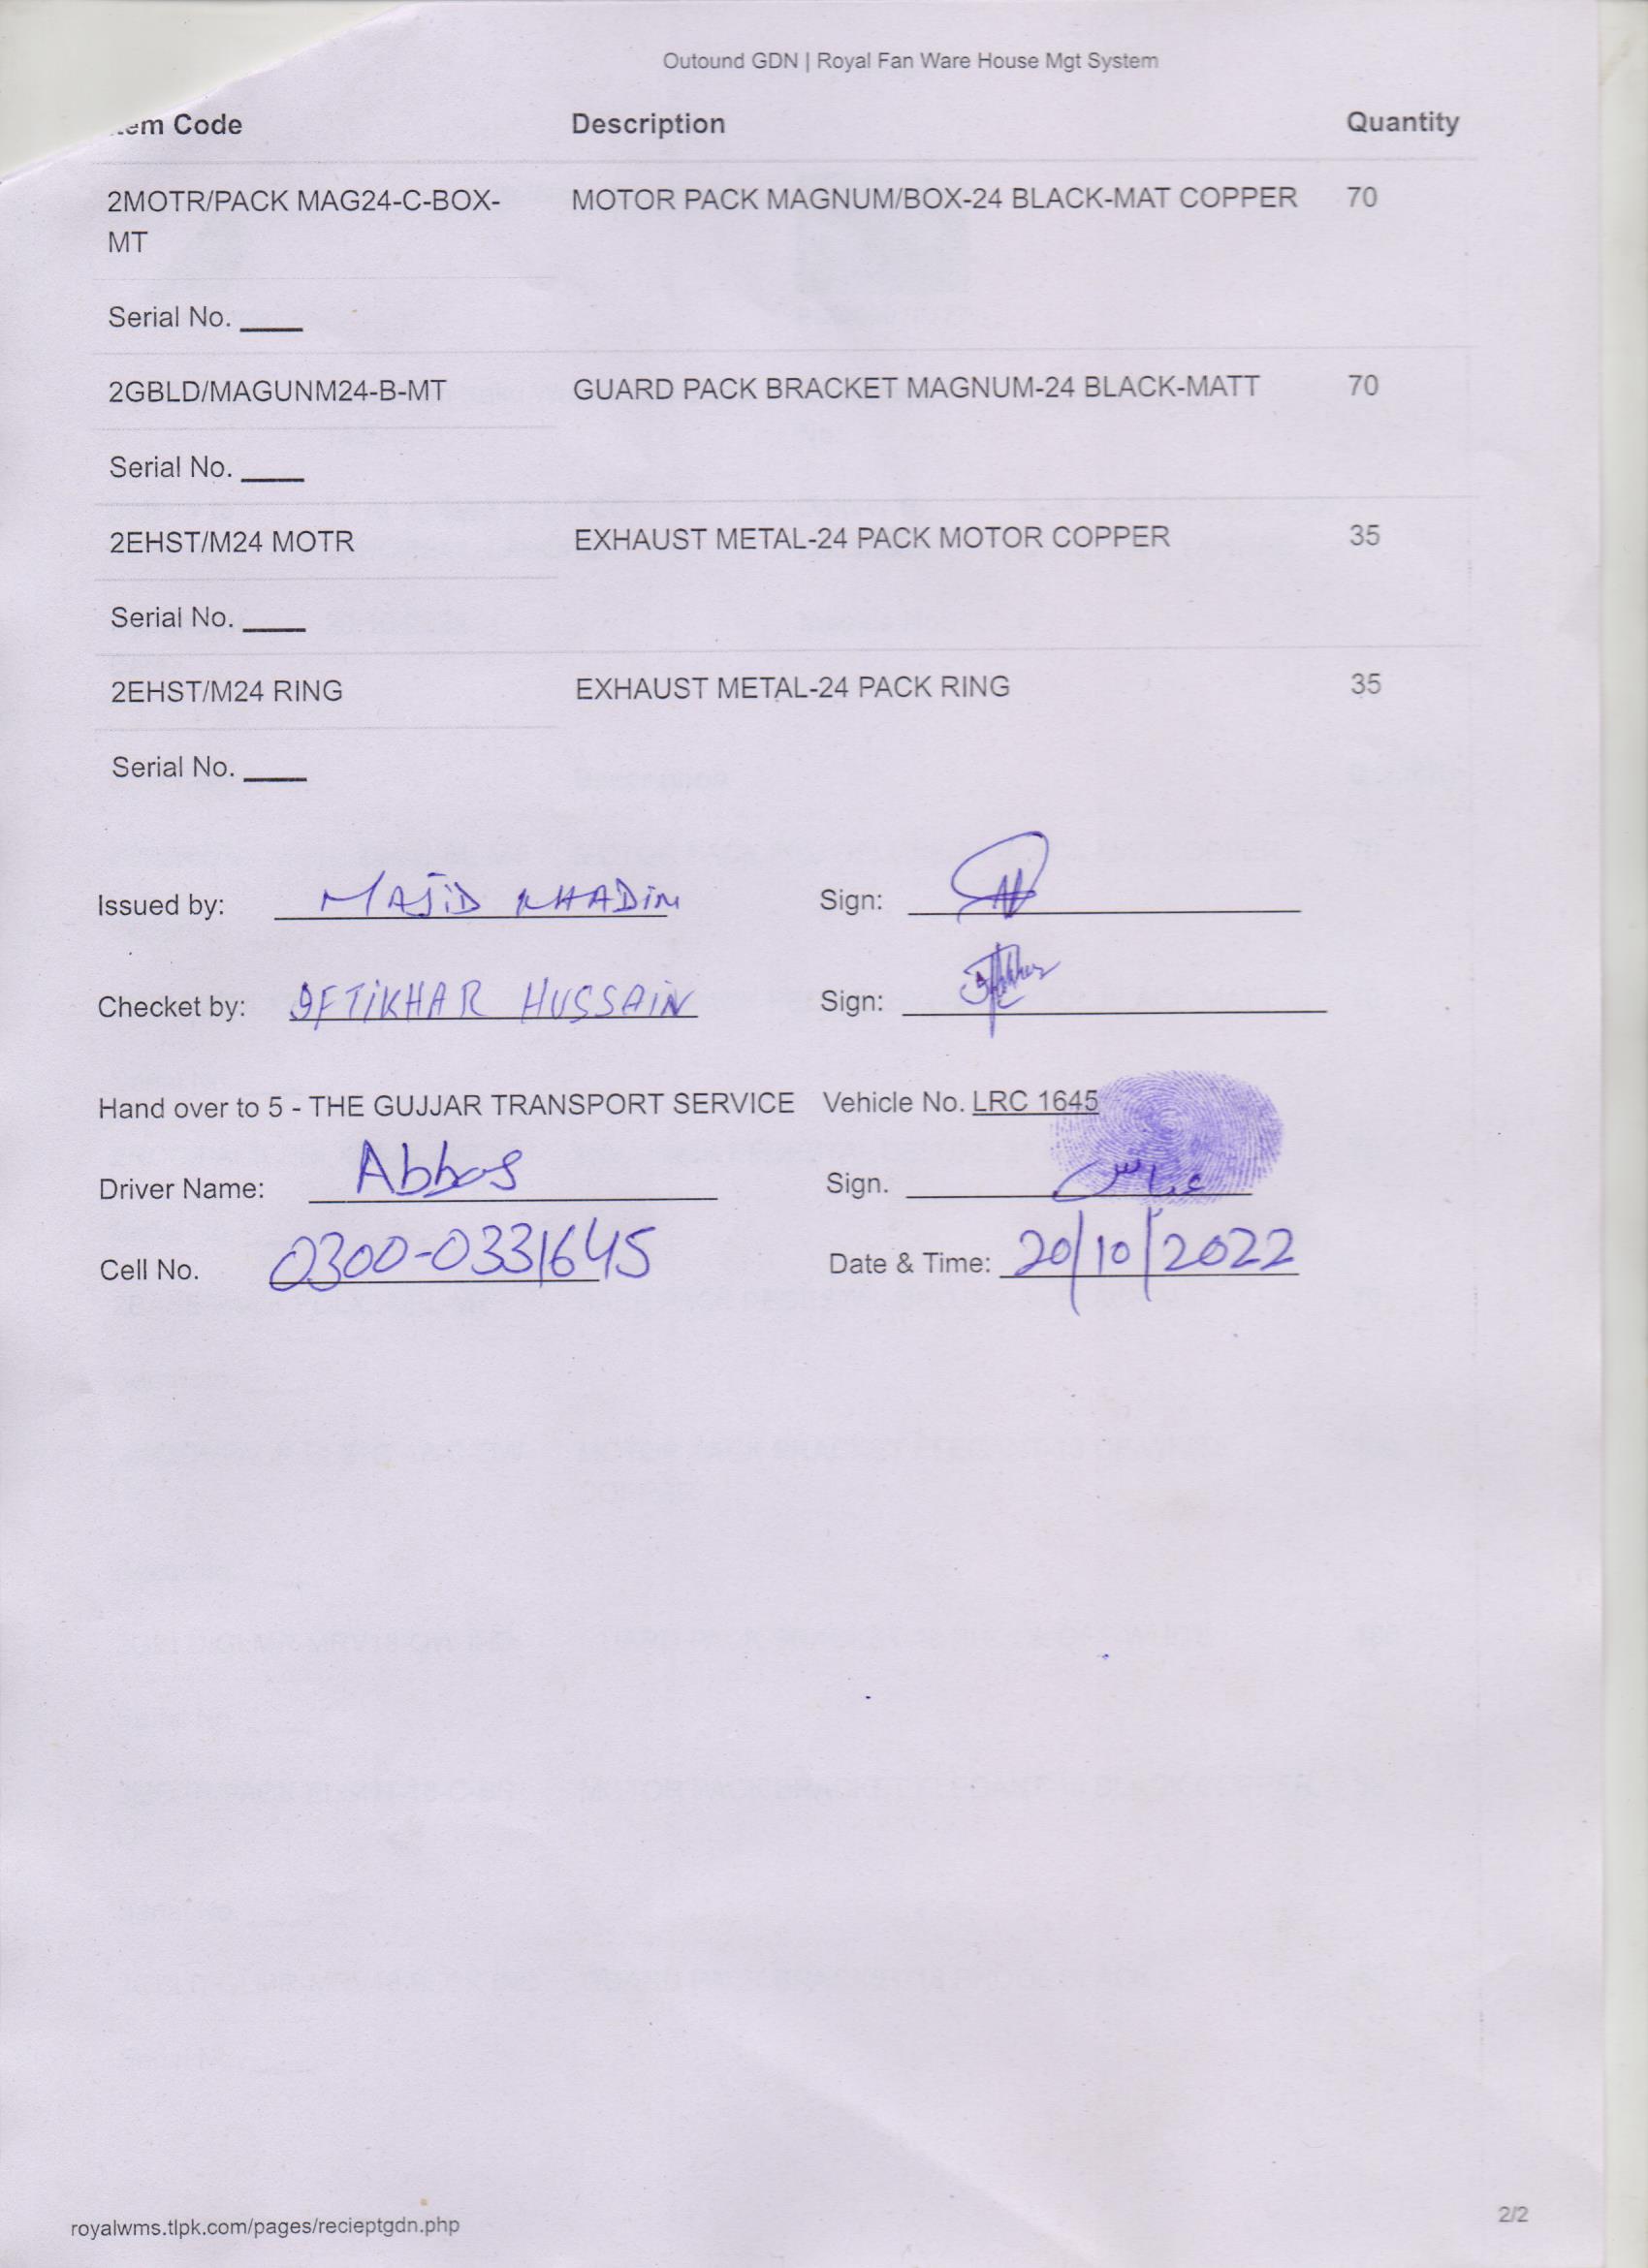 Outound GDN | Royal Fan Ware House Mgt System
Item Code Description Quantity
2MOTR/PACK MAG24-C-BOX- MOTOR PACK MAGNUM/BOX-24 BLACK-MAT COPPER 70
MT
Serial No. ____
2GBLD/MAGUNM24-B-MT GUARD PACK BRACKET MAGNUM-24 BLACK-MATT 70
Serial No. ____
2EHST/M24 MOTR EXHAUST METAL-24 PACK MOTOR COPPER 35
Serial No. ____
2EHST/M24 RING EXHAUST METAL-24 PACK RING 35
Serial No. ____
Issued by: MAJiD KHADiM Sign:
Checket by: IFTiKHAR HUSSAiN Sign:
Hand over to 5 - THE GUJJAR TRANSPORT SERVICE Vehicle No. LRC 1645
Driver Name: Abbas Sign. عباس
Cell No. 0300-0331645 Date & Time: 20/10/2022
royalwms.tlpk.com/pages/recieptgdn.php 2/2